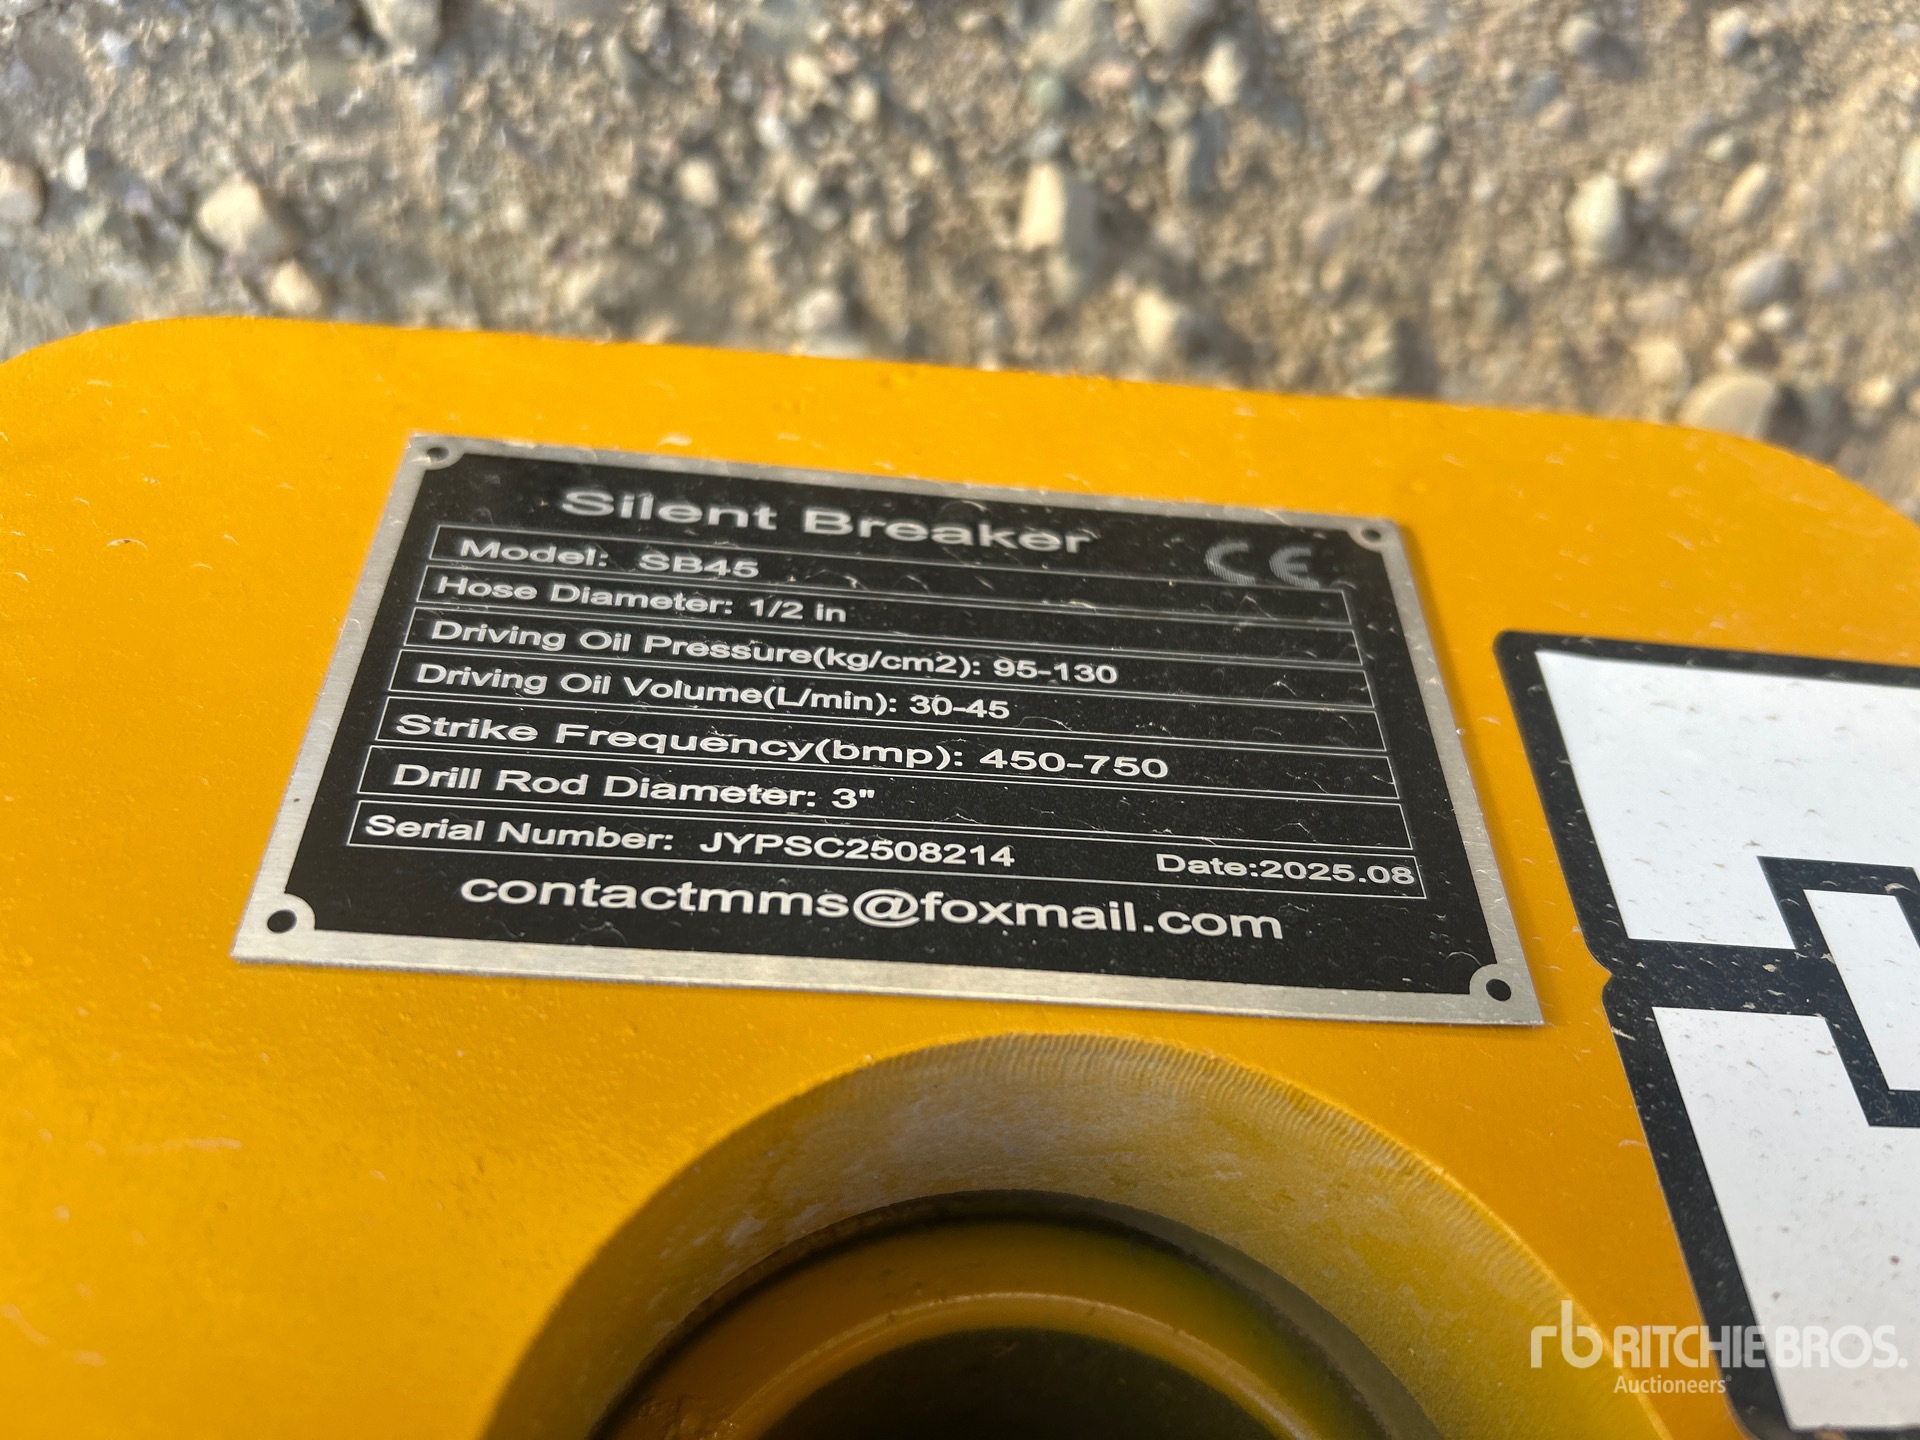 Silent Breaker
CE
Model: SB45
Hose Diameter: 1/2 in
Driving Oil Pressure(kg/cm2): 95-130
Driving Oil Volume(L/min): 30-45
Strike Frequency(bmp): 450-750
Drill Rod Diameter: 3"
Serial Number: JYPSC2508214 Date:2025.08
contactmms@foxmail.com
rb RITCHIE BROS.
Auctioneers